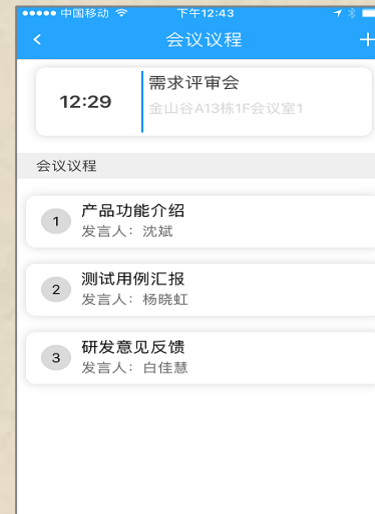 中国移动 下午12:43
会议议程
12:29
需求评审会
金山谷A13栋1F会议室1
会议议程
1
产品功能介绍
发言人：沈斌
2
测试用例汇报
发言人：杨晓虹
3
研发意见反馈
发言人：白佳慧